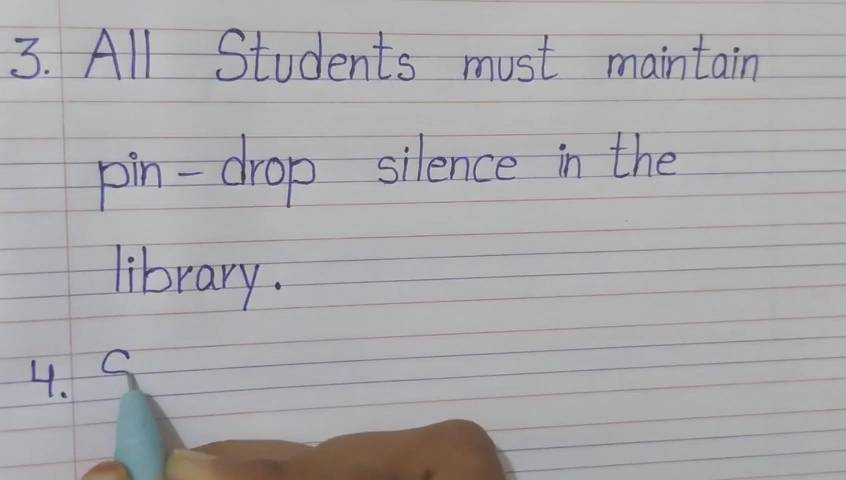 3. All Students must maintain
pin-drop silence in the
library.
4.